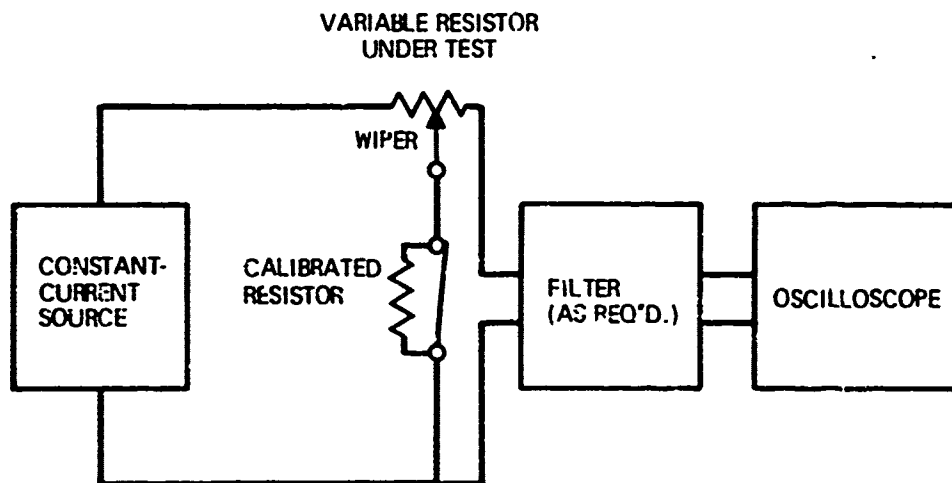 VARIABLE RESISTOR
UNDER TEST
WIPER
CONSTANT-
CURRENT
SOURCE
CALIBRATED
RESISTOR
FILTER
(AS REQ'D.)
OSCILLOSCOPE